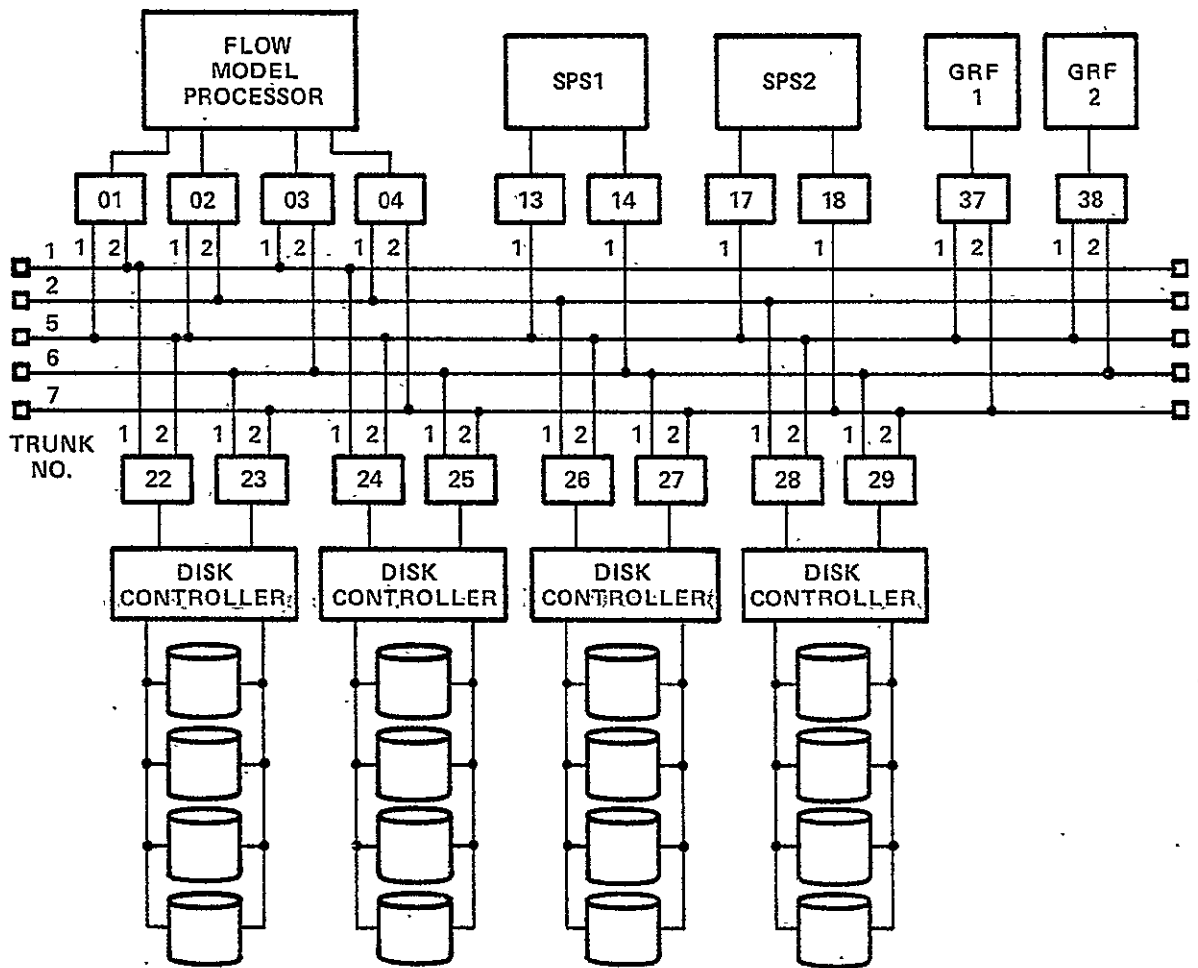 FLOW
MODEL
PROCESSOR
SPS1
SPS2
GRF
1
GRF
2
01
02
03
04
13
14
17
18
37
38
1
1 2
1 2
1 2
1 2
1
1
1
1
1 2
1 2
2
5
6
7
TRUNK
NO.
1 2
1 2
1 2
1 2
1 2
1 2
1 2
1 2
22
23
24
25
26
27
28
29
DISK
CONTROLLER
DISK
CONTROLLER
DISK
CONTROLLER
DISK
CONTROLLER